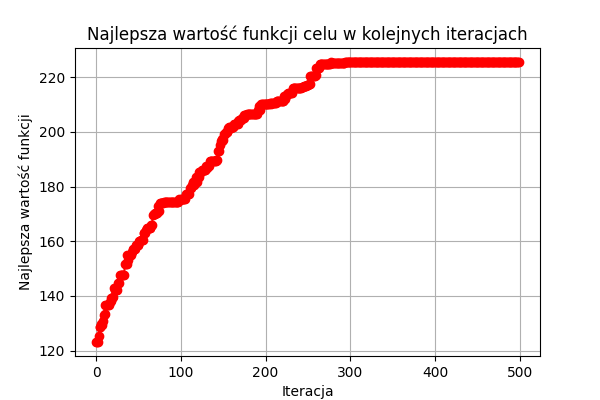 Najlepsza wartość funkcji celu w kolejnych iteracjach
Najlepsza wartość funkcji
220
200
180
160
140
120
0 100 200 300 400 500
Iteracja